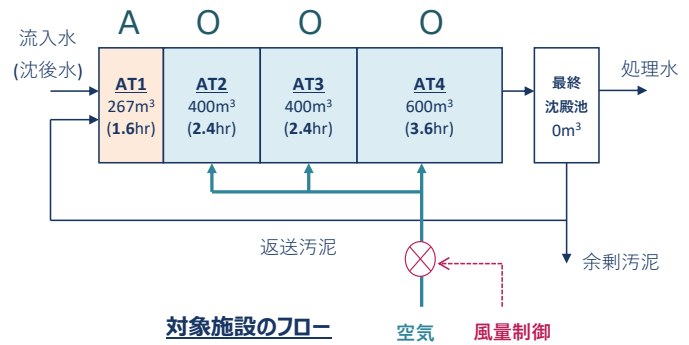 A O O O
流入水
(沈後水)
AT1
267m³
(1.6hr)
AT2
400m³
(2.4hr)
AT3
400m³
(2.4hr)
AT4
600m³
(3.6hr)
最終
沈殿池
0m³
処理水
返送汚泥
余剰汚泥
対象施設のフロー
空気
風量制御